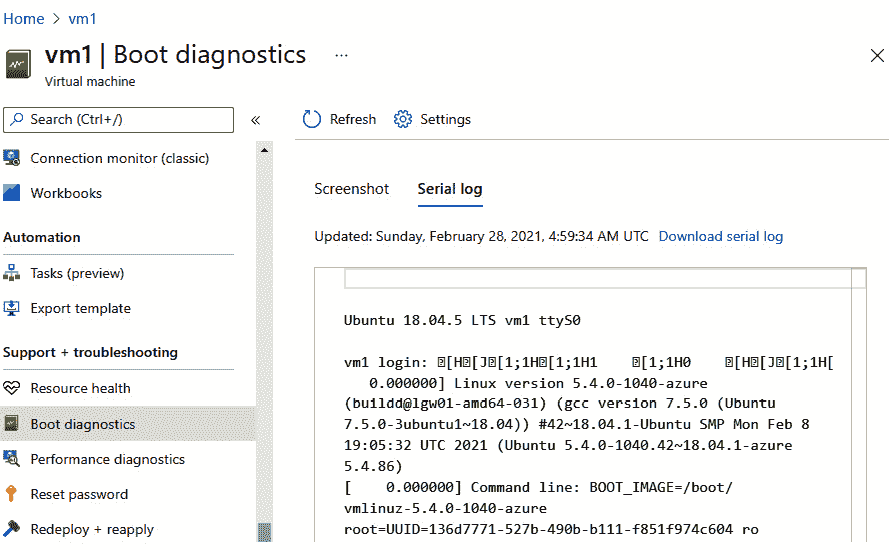 Home > vm1
vm1 | Boot diagnostics ...
Virtual machine
Search (Ctrl+/)
«
Refresh
Settings
Connection monitor (classic)
Workbooks
Automation
Tasks (preview)
Export template
Support + troubleshooting
Resource health
Boot diagnostics
Performance diagnostics
Reset password
Redeploy + reapply
Screenshot
Serial log
Updated: Sunday, February 28, 2021, 4:59:34 AM UTC Download serial log
Ubuntu 18.04.5 LTS vm1 ttyS0
vm1 login: [H[J[1;1H[1;1H1 [1;1H0 [H[J[1;1H[
0.000000] Linux version 5.4.0-1040-azure
(buildd@lgw01-amd64-031) (gcc version 7.5.0 (Ubuntu
7.5.0-3ubuntu1~18.04)) #42~18.04.1-Ubuntu SMP Mon Feb 8
19:05:32 UTC 2021 (Ubuntu 5.4.0-1040.42~18.04.1-azure
5.4.86)
[ 0.000000] Command line: BOOT_IMAGE=/boot/
vmlinuz-5.4.0-1040-azure
root=UUID=136d7771-527b-490b-b111-f851f974c604 ro